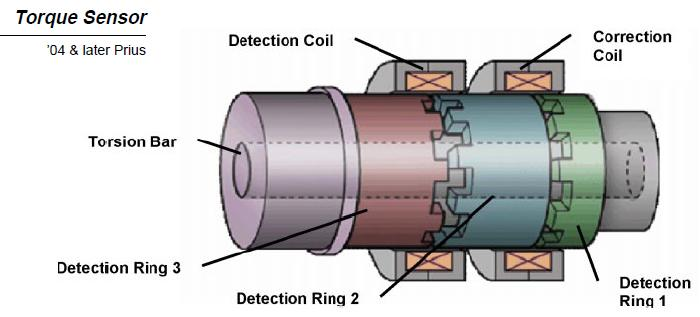 Torque Sensor
'04 & later Prius
Detection Coil
Correction
Coil
Torsion Bar
Detection Ring 3
Detection Ring 2
Detection
Ring 1